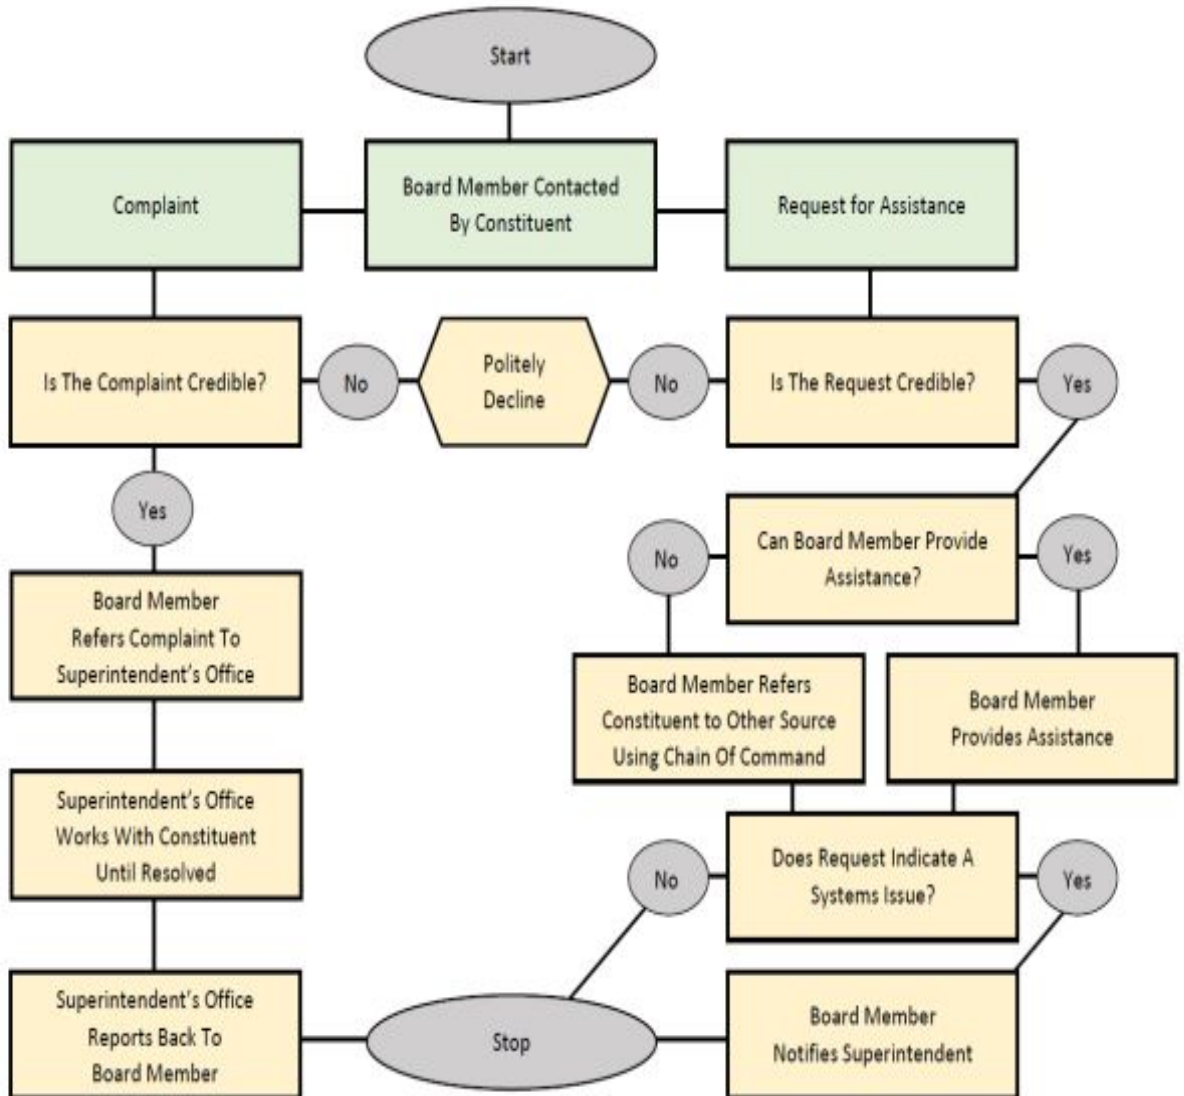 Start
Complaint
Board Member Contacted
By Constituent
Request for Assistance
Is The Complaint Credible?
No
Politely
Decline
No
Is The Request Credible?
Yes
Yes
Can Board Member Provide
Assistance?
No
Yes
Board Member
Refers Complaint To
Superintendent's Office
Board Member Refers
Constituent to Other Source
Using Chain Of Command
Board Member
Provides Assistance
Superintendent's Office
Works With Constituent
Until Resolved
No
Does Request Indicate A
Systems Issue?
Yes
Superintendent's Office
Reports Back To
Board Member
Stop
Board Member
Notifies Superintendent